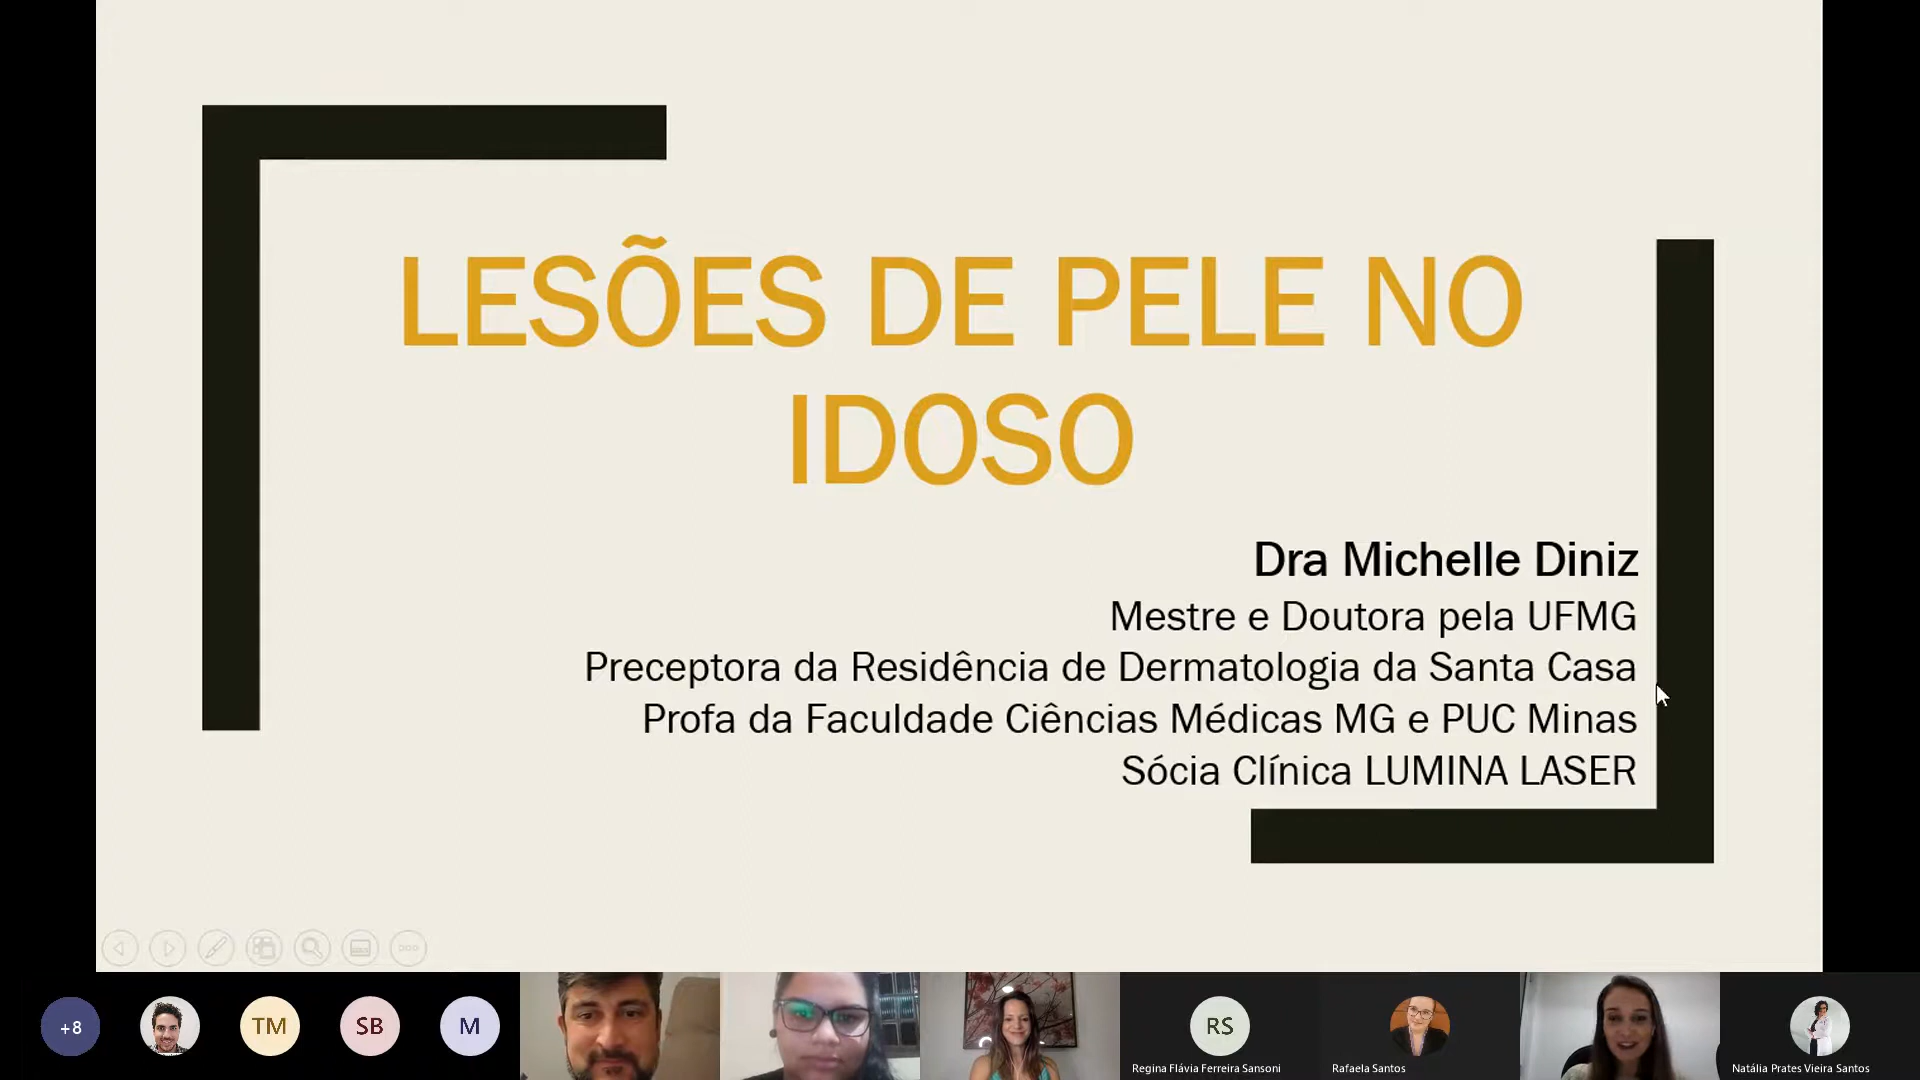 LESÕES DE PELE NO
IDOSO
Dra Michelle Diniz
Mestre e Doutora pela UFMG
Preceptora da Residência de Dermatologia da Santa Casa
Profa da Faculdade Ciências Médicas MG e PUC Minas
Sócia Clínica LUMINA LASER
+8
TM
SB
M
RS
Regina Flávia Ferreira Sansoni
Rafaela Santos
Natália Prates Vieira Santos